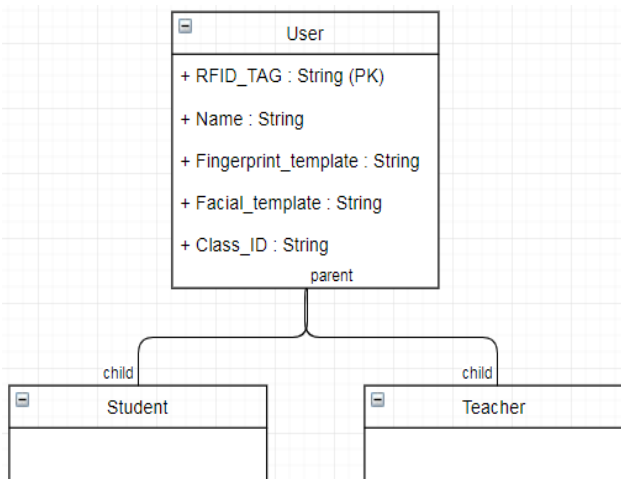 User
+ RFID_TAG : String (PK)
+ Name : String
+ Fingerprint_template : String
+ Facial_template : String
+ Class_ID : String
parent
child
child
Student
Teacher